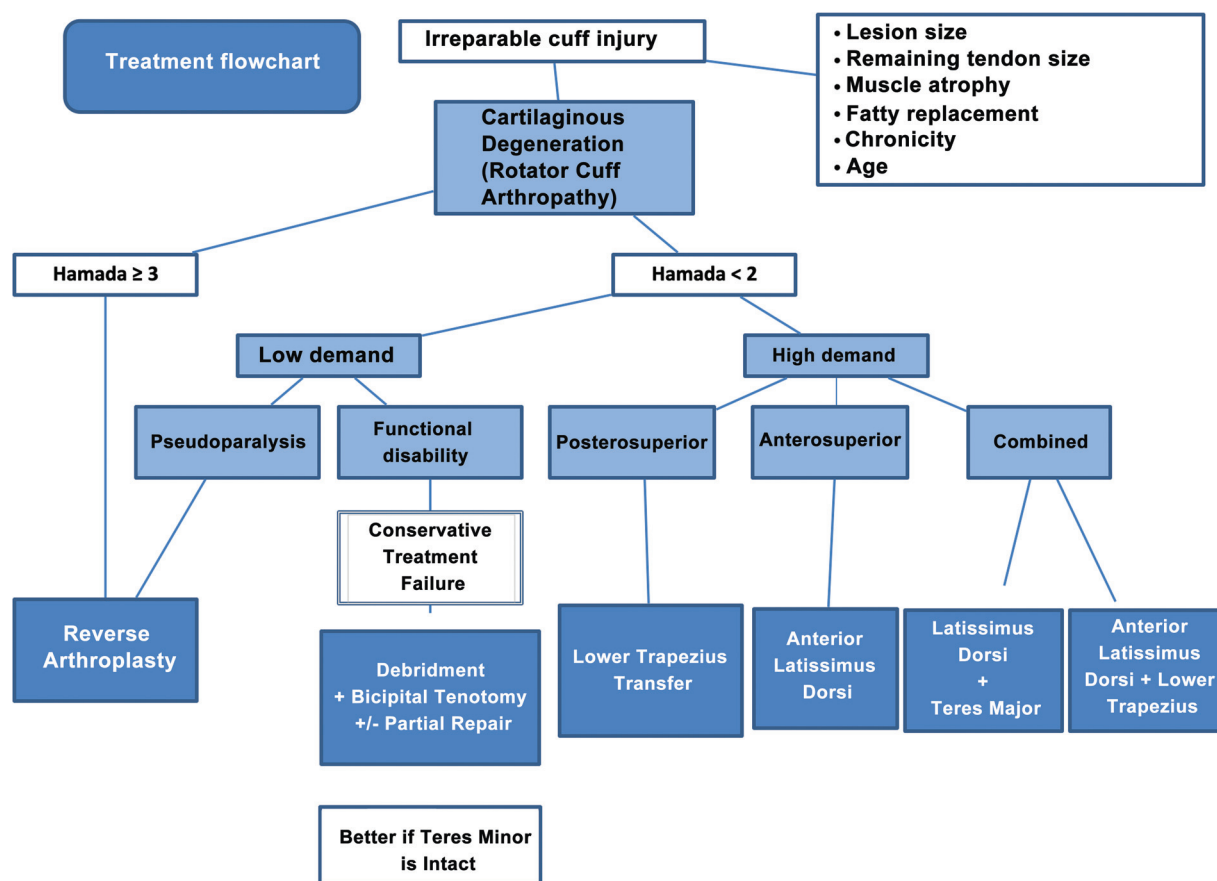 Treatment flowchart
Irreparable cuff injury
• Lesion size
• Remaining tendon size
• Muscle atrophy
• Fatty replacement
• Chronicity
• Age
Cartilaginous
Degeneration
(Rotator Cuff
Arthropathy)
Hamada ≥ 3
Hamada < 2
Low demand
High demand
Pseudoparalysis
Functional
disability
Posterosuperior
Anterosuperior
Combined
Conservative
Treatment
Failure
Reverse
Arthroplasty
Debridment
+ Bicipital Tenotomy
+/- Partial Repair
Lower Trapezius
Transfer
Anterior
Latissimus
Dorsi
Latissimus
Dorsi
+
Teres Major
Anterior
Latissimus
Dorsi + Lower
Trapezius
Better if Teres Minor
is Intact